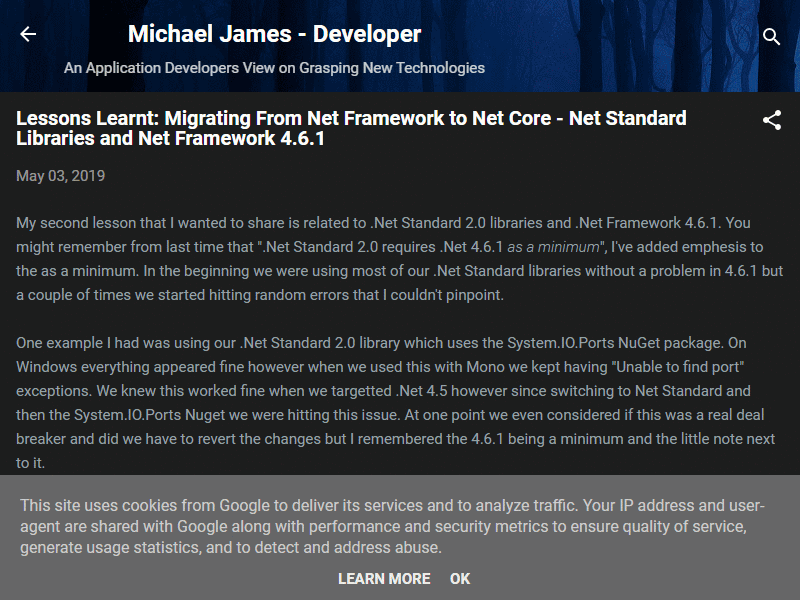 Michael James - Developer
An Application Developers View on Grasping New Technologies
Lessons Learnt: Migrating From Net Framework to Net Core - Net Standard
Libraries and Net Framework 4.6.1
May 03, 2019
My second lesson that I wanted to share is related to .Net Standard 2.0 libraries and .Net Framework 4.6.1. You
might remember from last time that ".Net Standard 2.0 requires .Net 4.6.1 as a minimum", I've added emphesis to
the as a minimum. In the beginning we were using most of our .Net Standard libraries without a problem in 4.6.1 but
a couple of times we started hitting random errors that I couldn't pinpoint.
One example I had was using our .Net Standard 2.0 library which uses the System.IO.Ports NuGet package. On
Windows everything appeared fine however when we used this with Mono we kept having "Unable to find port"
exceptions. We knew this worked fine when we targetted .Net 4.5 however since switching to Net Standard and
then the System.IO.Ports Nuget we were hitting this issue. At one point we even considered if this was a real deal
breaker and did we have to revert the changes but I remembered the 4.6.1 being a minimum and the little note next
to it.
This site uses cookies from Google to deliver its services and to analyze traffic. Your IP address and user-
agent are shared with Google along with performance and security metrics to ensure quality of service,
generate usage statistics, and to detect and address abuse.
LEARN MORE OK